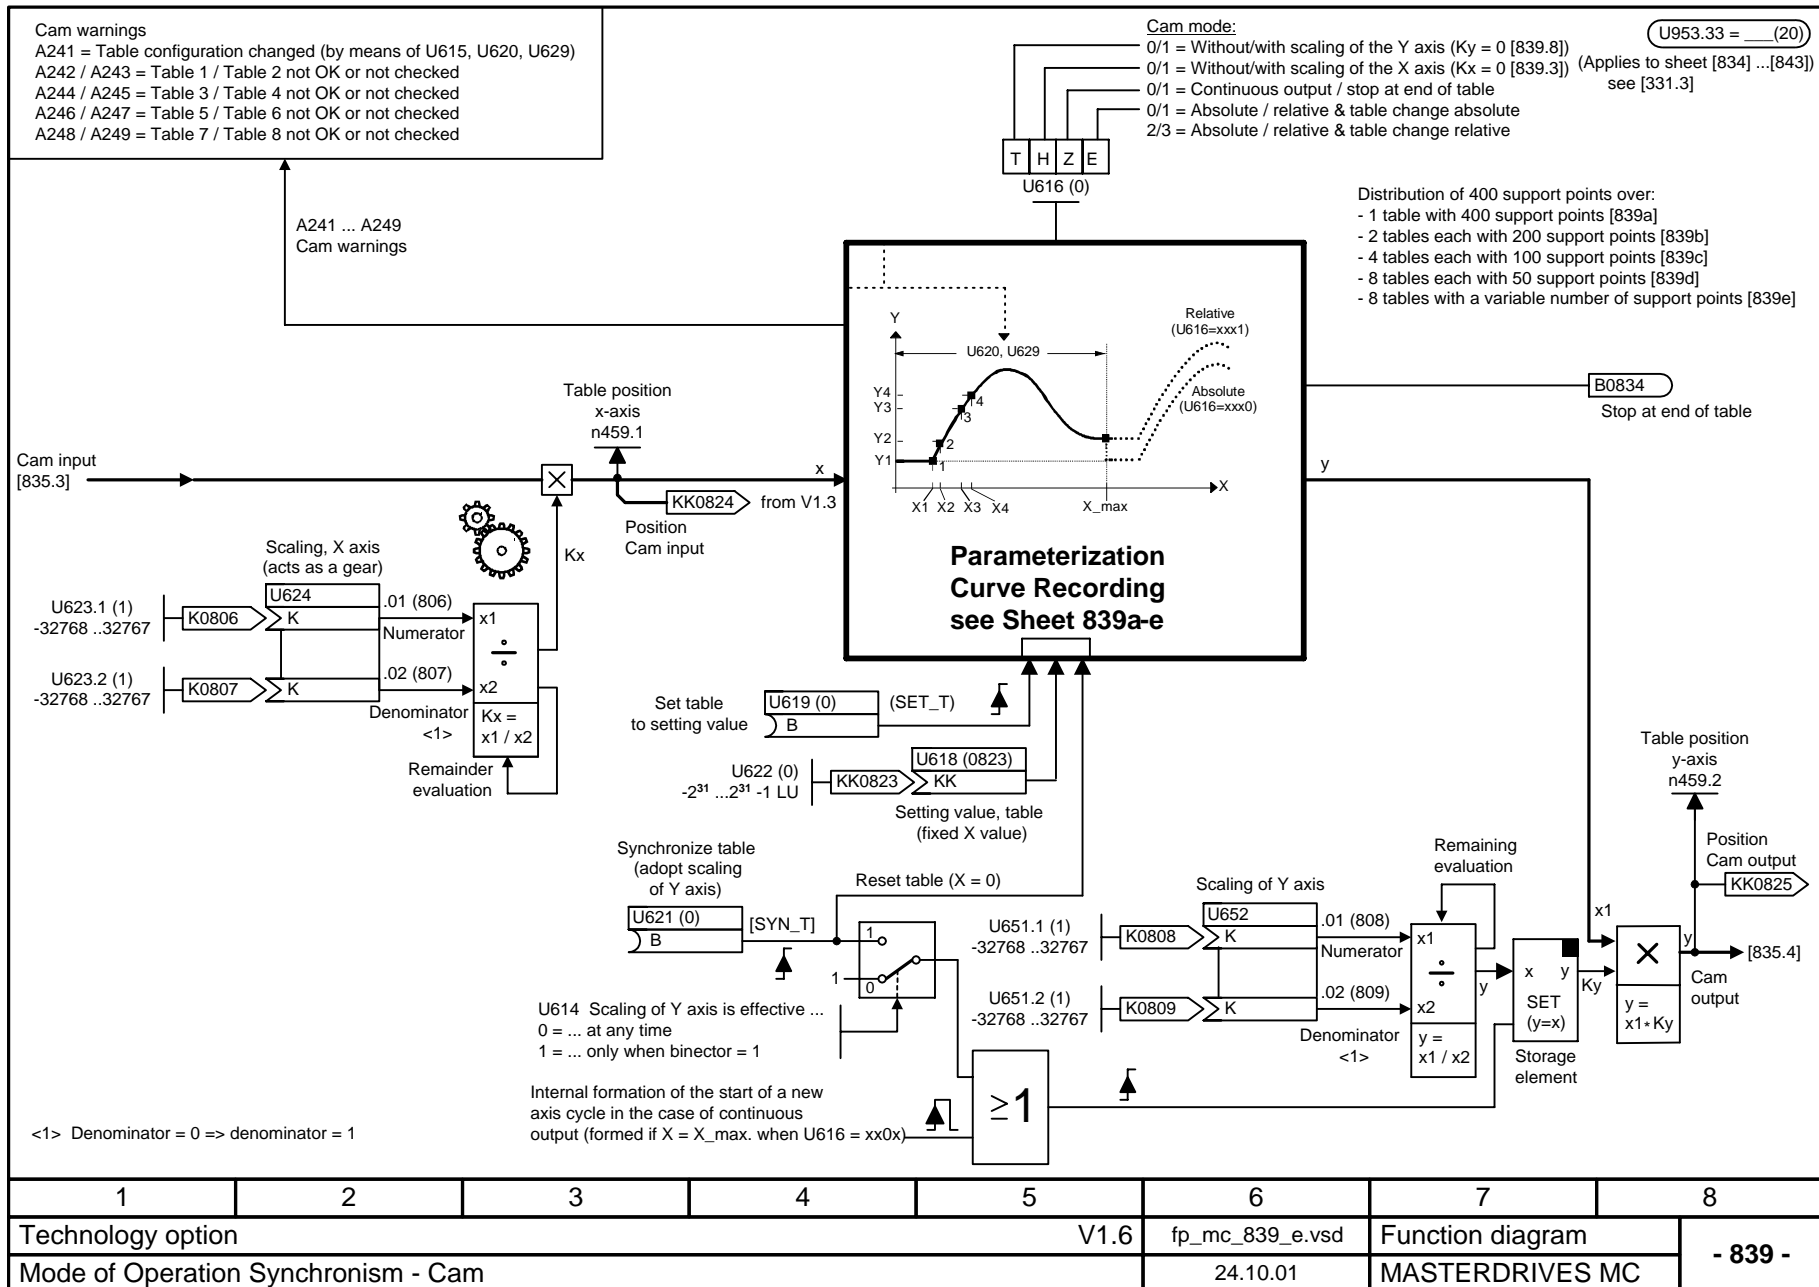 Cam warnings
A241 = Table configuration changed (by means of U615, U620, U629)
A242 / A243 = Table 1 / Table 2 not OK or not checked
A244 / A245 = Table 3 / Table 4 not OK or not checked
A246 / A247 = Table 5 / Table 6 not OK or not checked
A248 / A249 = Table 7 / Table 8 not OK or not checked
Cam mode:
0/1 = Without/with scaling of the Y axis (Ky = 0 [839.8])
0/1 = Without/with scaling of the X axis (Kx = 0 [839.3])
0/1 = Continuous output / stop at end of table
0/1 = Absolute / relative & table change absolute
2/3 = Absolute / relative & table change relative
U953.33 = ___(20)
(Applies to sheet [834] ...[843])
see [331.3]
T H Z E
U616 (0)
Distribution of 400 support points over:
- 1 table with 400 support points [839a]
- 2 tables each with 200 support points [839b]
- 4 tables each with 100 support points [839c]
- 8 tables each with 50 support points [839d]
- 8 tables with a variable number of support points [839e]
A241 ... A249
Cam warnings
Y
U620, U629
Relative
(U616=xxx1)
Absolute
(U616=xxx0)
Y4
Y3
Y2
Y1
4
3
2
1
X
X1 X2 X3 X4
X_max
Parameterization
Curve Recording
see Sheet 839a-e
B0834
Stop at end of table
Table position
x-axis
n459.1
Cam input
[835.3]
x
y
KK0824
from V1.3
Position
Cam input
Kx
Scaling, X axis
(acts as a gear)
U624
U623.1 (1)
-32768 ..32767
K0806
K
.01 (806)
Numerator
x1
U623.2 (1)
-32768 ..32767
K0807
K
.02 (807)
x2
Denominator
<1>
Kx =
x1 / x2
Remainder
evaluation
Set table
to setting value
U619 (0)
B
(SET_T)
U622 (0)
-2³¹ ...2³¹ -1 LU
KK0823
U618 (0823)
KK
Setting value, table
(fixed X value)
Synchronize table
(adopt scaling
of Y axis)
U621 (0)
B
[SYN_T]
Reset table (X = 0)
1
1
0
U614 Scaling of Y axis is effective ...
0 = ... at any time
1 = ... only when binector = 1
Internal formation of the start of a new
axis cycle in the case of continuous
output (formed if X = X_max. when U616 = xx0x)
≥1
Scaling of Y axis
U652
U651.1 (1)
-32768 ..32767
K0808
K
.01 (808)
Numerator
U651.2 (1)
-32768 ..32767
K0809
K
.02 (809)
Denominator
<1>
Remaining
evaluation
x1
x2
y
y =
x1 / x2
x y
SET
(y=x)
Storage
element
Ky
x1
y
y =
x1* Ky
Table position
y-axis
n459.2
Position
Cam output
KK0825
[835.4]
Cam
output
<1> Denominator = 0 => denominator = 1
1 2 3 4 5 6 7 8
Technology option V1.6 fp_mc_839_e.vsd Function diagram
- 839 -
Mode of Operation Synchronism - Cam 24.10.01 MASTERDRIVES MC